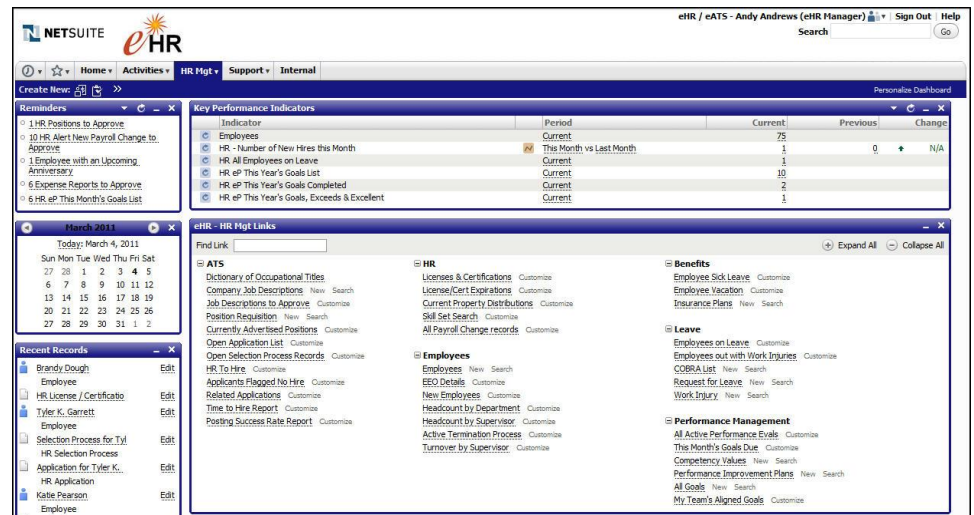 eHR / eATS - Andy Andrews (eHR Manager) Sign Out Help
NETSUITE eHR
Search Go
Home Activities HR Mgt Support Internal
Create New: >> Personalize Dashboard
Reminders
1 HR Positions to Approve
10 HR Alert New Payroll Change to
Approve
1 Employee with an Upcoming
Anniversary
6 Expense Reports to Approve
6 HR eP This Month's Goals List
Key Performance Indicators
Indicator Period Current Previous Change
Employees Current 75
HR - Number of New Hires this Month This Month vs Last Month 1 0 N/A
HR All Employees on Leave Current 1
HR eP This Year's Goals List Current 10
HR eP This Year's Goals Completed Current 2
HR eP This Year's Goals, Exceeds & Excellent Current 1
March 2011
Today: March 4, 2011
Sun Mon Tue Wed Thu Fri Sat
27 28 1 2 3 4 5
6 7 8 9 10 11 12
13 14 15 16 17 18 19
20 21 22 23 24 25 26
27 28 29 30 31 1 2
Recent Records
Brandy Dough Edit
Employee
HR License / Certificatio Edit
Tyler K. Garrett Edit
Employee
Selection Process for Tyl Edit
HR Selection Process
Application for Tyler K. Edit
HR Application
Katie Pearson Edit
Employee
eHR - HR Mgt Links
Find Link Expand All Collapse All
ATS
Dictionary of Occupational Titles
Company Job Descriptions New Search
Job Descriptions to Approve Customize
Position Requisition New Search
Currently Advertised Positions Customize
Open Application List Customize
Open Selection Process Records Customize
HR To Hire Customize
Applicants Flagged No Hire Customize
Related Applications Customize
Time to Hire Report Customize
Posting Success Rate Report Customize
HR
Licenses & Certifications Customize
License/Cert Expirations Customize
Current Property Distributions Customize
Skill Set Search Customize
All Payroll Change records Customize
Employees
Employees New Search
EEO Details Customize
New Employees Customize
Headcount by Department Customize
Headcount by Supervisor Customize
Active Termination Process Customize
Turnover by Supervisor Customize
Benefits
Employee Sick Leave Customize
Employee Vacation Customize
Insurance Plans New Search
Leave
Employees on Leave Customize
Employees out with Work Injuries Customize
COBRA List New Search
Request for Leave New Search
Work Injury New Search
Performance Management
All Active Performance Evals Customize
This Month's Goals Due Customize
Competency Values New Search
Performance Improvement Plans New Search
All Goals New Search
My Team's Aligned Goals Customize